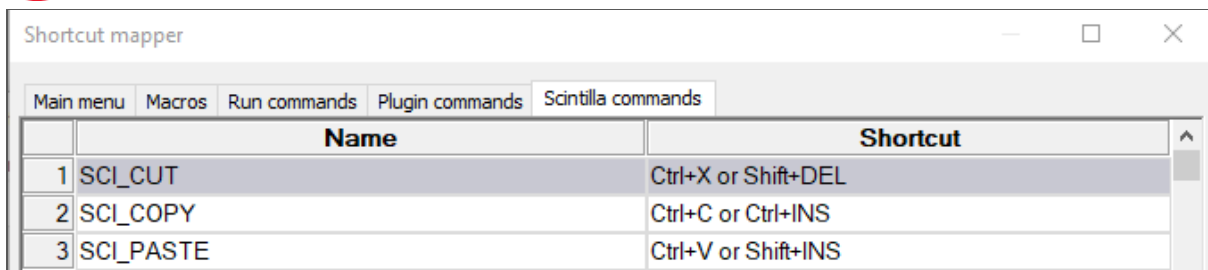 Shortcut mapper
Main menu Macros Run commands Plugin commands Scintilla commands
Name Shortcut
1 SCI_CUT Ctrl+X or Shift+DEL
2 SCI_COPY Ctrl+C or Ctrl+INS
3 SCI_PASTE Ctrl+V or Shift+INS